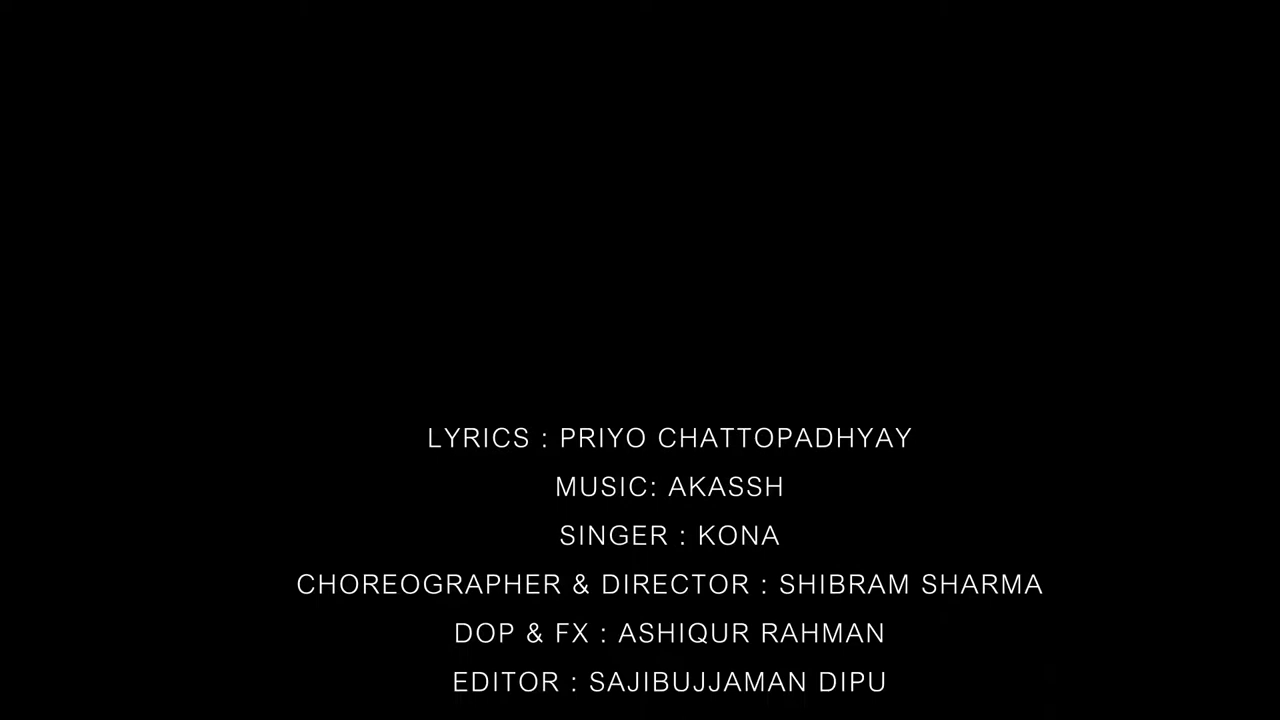 LYRICS : PRIYO CHATTOPADHYAY
MUSIC: AKASSH
SINGER : KONA
CHOREOGRAPHER & DIRECTOR : SHIBRAM SHARMA
DOP & FX : ASHIQUR RAHMAN
EDITOR : SAJIBUJJAMAN DIPU